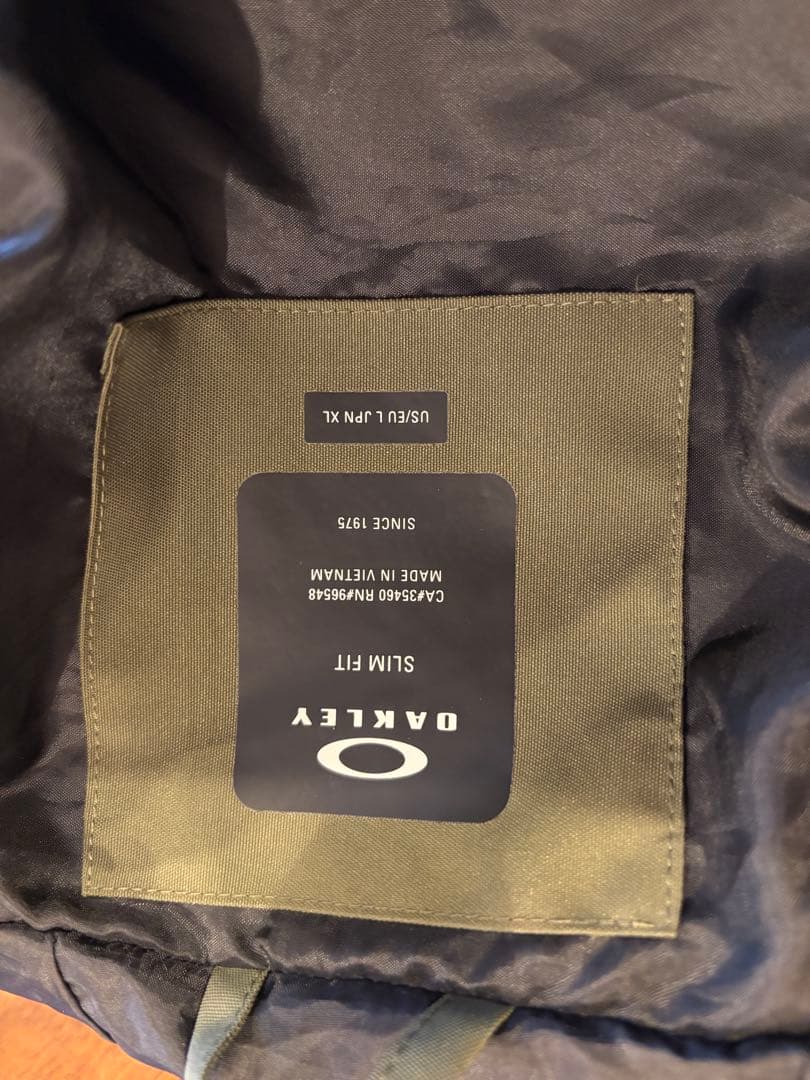 OAKLEY
SLIM FIT
CA#35460 RN#96548
MADE IN VIETNAM
SINCE 1975
US/EU L JPN XL